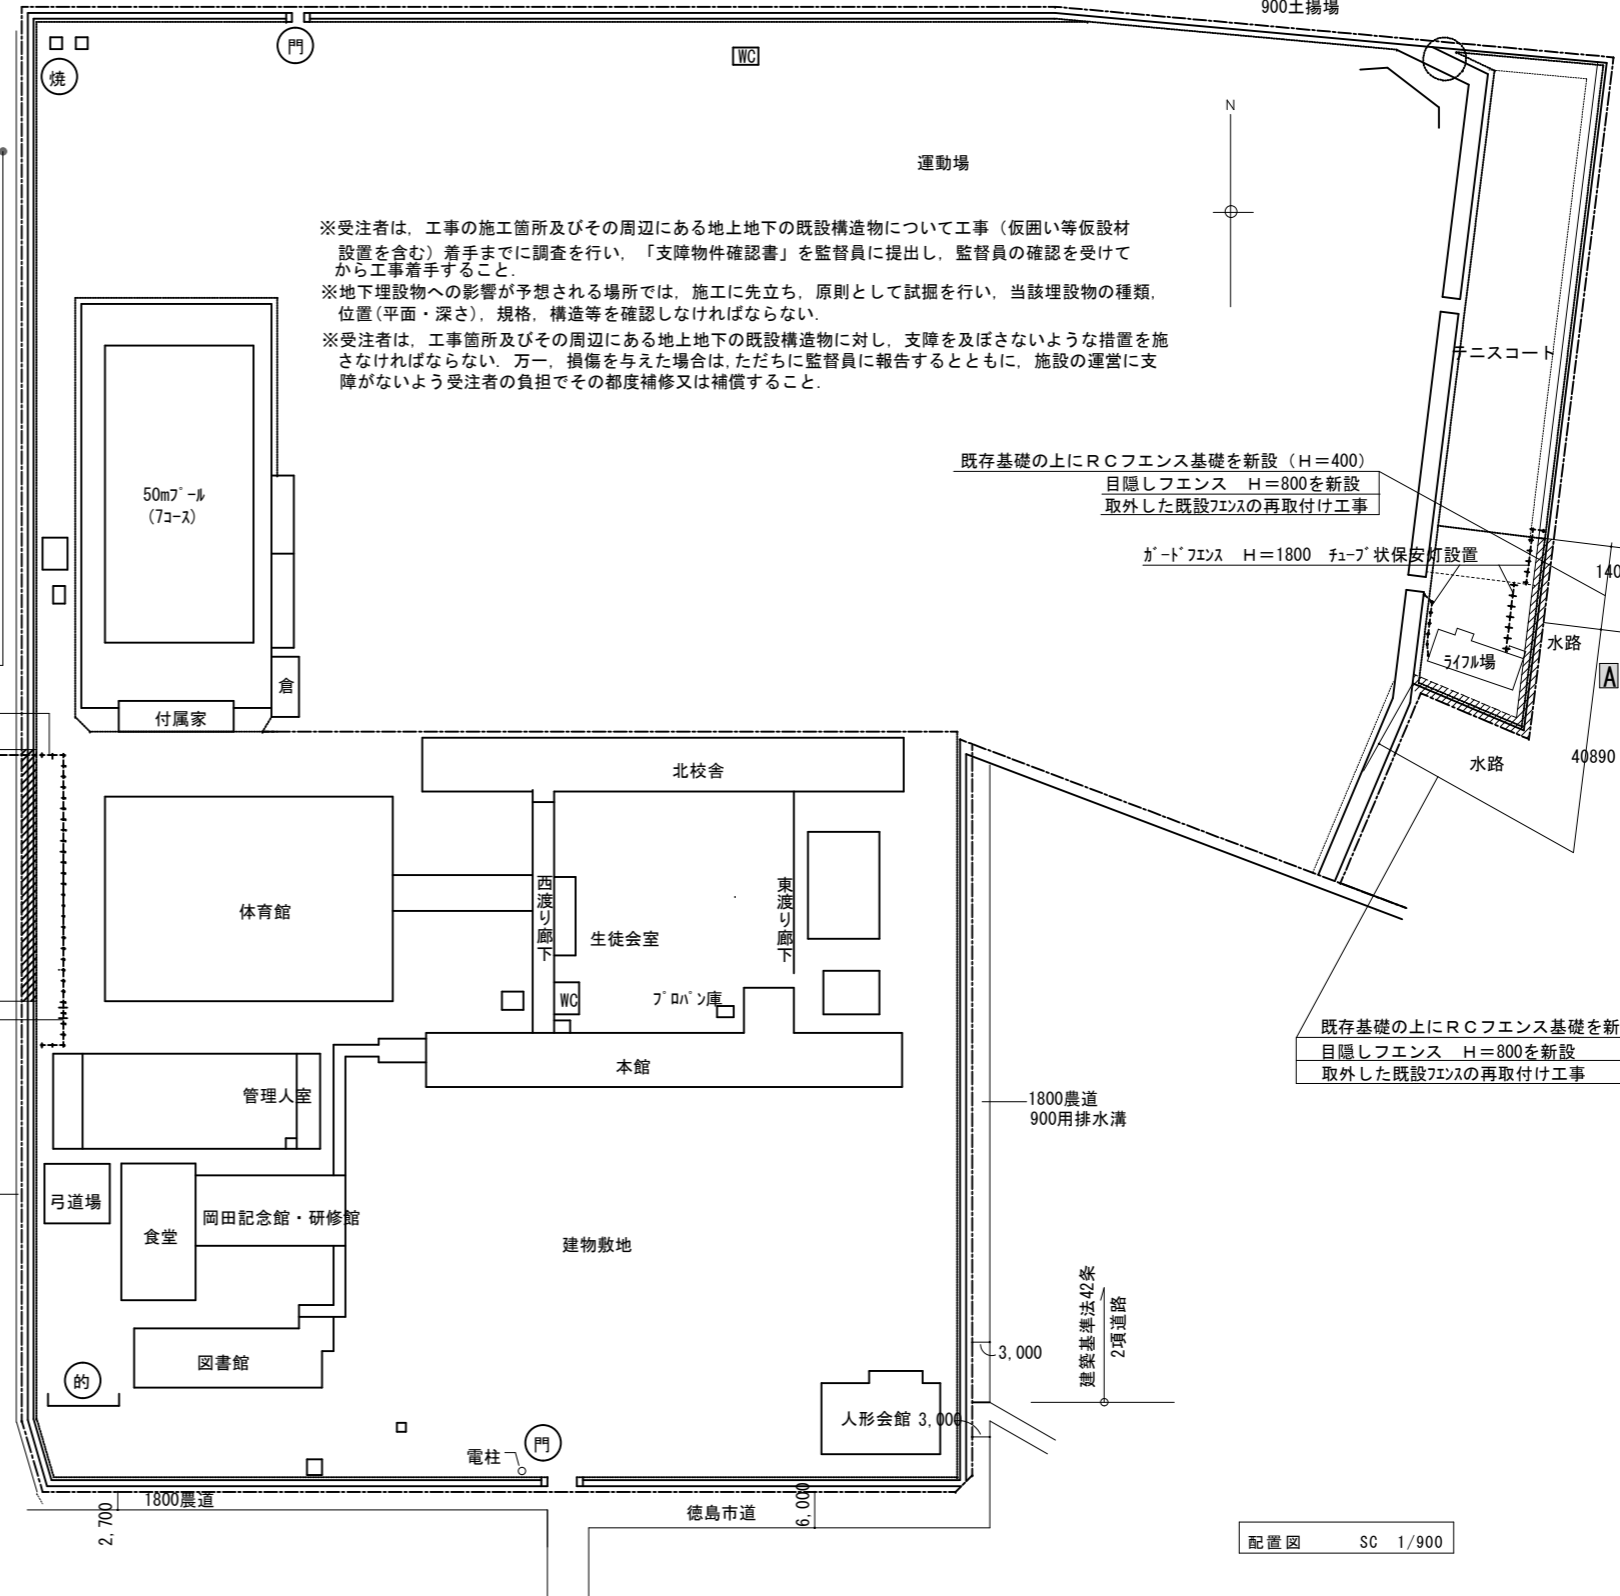 900土揚場
門
焼
WC
N
運動場
※受注者は，工事の施工箇所及びその周辺にある地上地下の既設構造物について工事（仮囲い等仮設材
設置を含む）着手までに調査を行い，「支障物件確認書」を監督員に提出し，監督員の確認を受けて
から工事着手すること．
※地下埋設物への影響が予想される場所では，施工に先立ち，原則として試掘を行い，当該埋設物の種類，
位置(平面・深さ)，規格，構造等を確認しなければならない．
※受注者は，工事箇所及びその周辺にある地上地下の既設構造物に対し，支障を及ぼさないような措置を施
さなければならない．万一，損傷を与えた場合は，ただちに監督員に報告するとともに，施設の運営に支
障がないよう受注者の負担でその都度補修又は補償すること．
テニスコート
既存基礎の上にＲＣフエンス基礎を新設（Ｈ＝400）
目隠しフエンス　Ｈ＝800を新設
取外した既設ﾌｴﾝｽの再取付け工事
50mﾌﾟｰﾙ
(7ｺｰｽ)
ｶﾞｰﾄﾞﾌｴﾝｽ　Ｈ＝1800　ﾁｭｰﾌﾞ状保安灯設置
140
水路
ﾗｲﾌﾙ場
A
倉
付属家
水路
40890
北校舎
体育館
西渡り廊下
東渡り廊下
生徒会室
WC
ﾌﾟﾛﾊﾟﾝ庫
既存基礎の上にＲＣフエンス基礎を新
目隠しフエンス　Ｈ＝800を新設
取外した既設ﾌｴﾝｽの再取付け工事
本館
管理人室
1800農道
900用排水溝
弓道場
食堂
岡田記念館・研修館
建物敷地
建築基準法42条
2項道路
3,000
図書館
的
人形会館
3,000
門
電柱
1800農道
2,700
徳島市道
6,000
配置図　SC　1/900